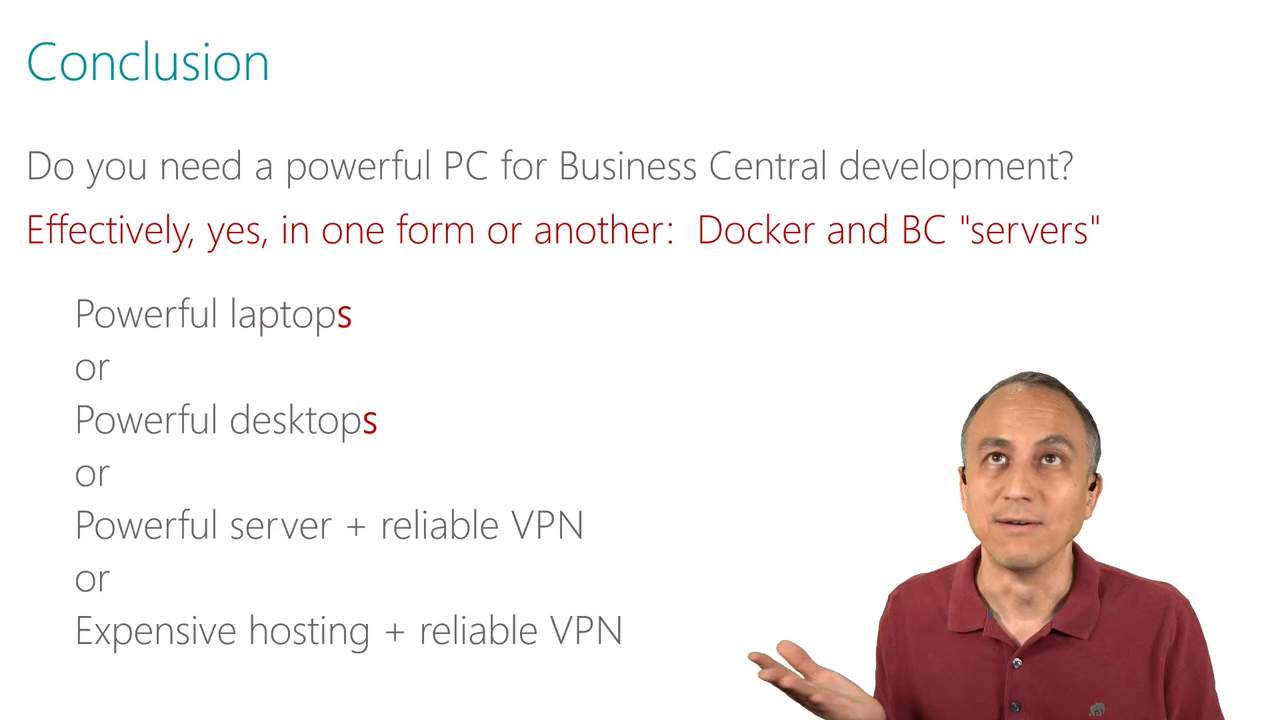 Conclusion
Do you need a powerful PC for Business Central development?
Effectively, yes, in one form or another: Docker and BC "servers"
Powerful laptops
or
Powerful desktops
or
Powerful server + reliable VPN
or
Expensive hosting + reliable VPN